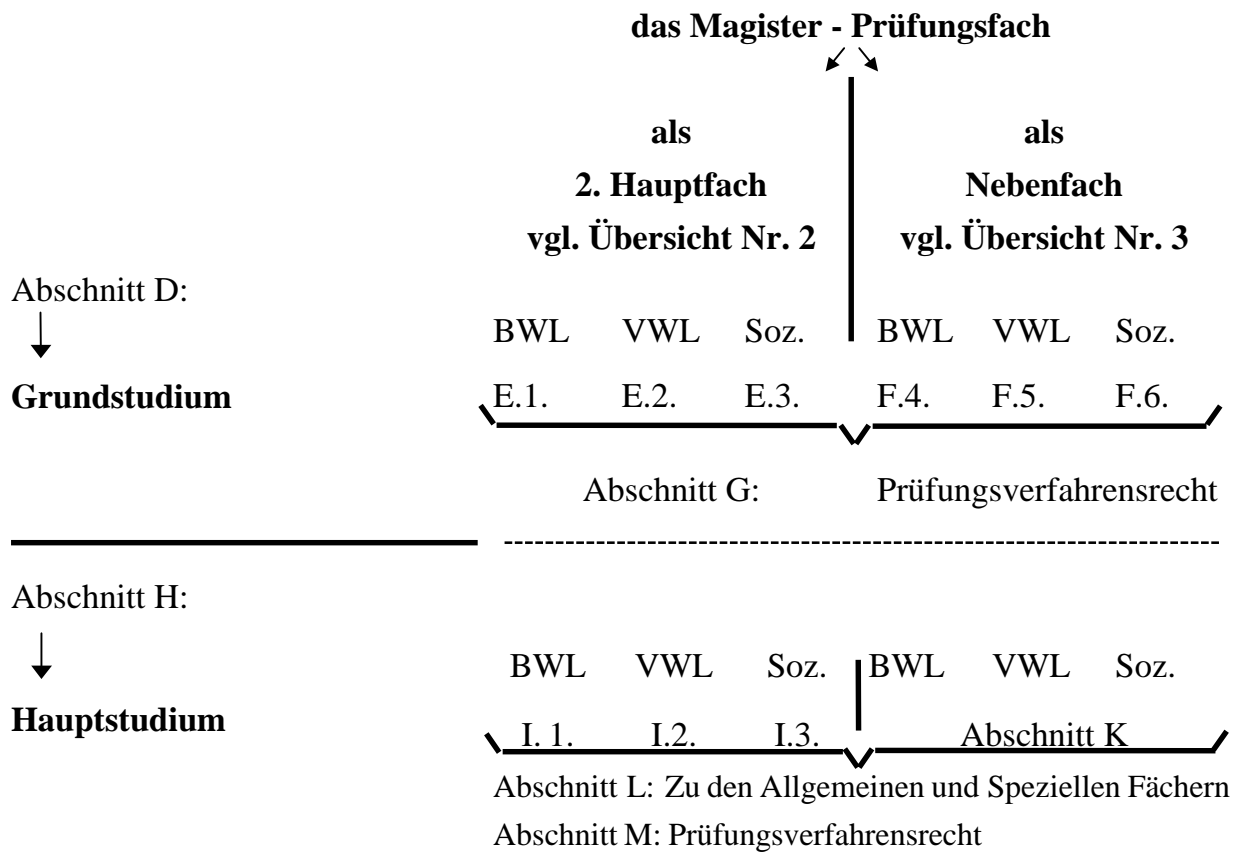 das Magister - Prüfungsfach
als als
2. Hauptfach Nebenfach
vgl. Übersicht Nr. 2 vgl. Übersicht Nr. 3
Abschnitt D:
BWL VWL Soz. BWL VWL Soz.
Grundstudium E.1. E.2. E.3. F.4. F.5. F.6.
Abschnitt G: Prüfungsverfahrensrecht
Abschnitt H:
BWL VWL Soz. BWL VWL Soz.
Hauptstudium I. 1. I.2. I.3. Abschnitt K
Abschnitt L: Zu den Allgemeinen und Speziellen Fächern
Abschnitt M: Prüfungsverfahrensrecht